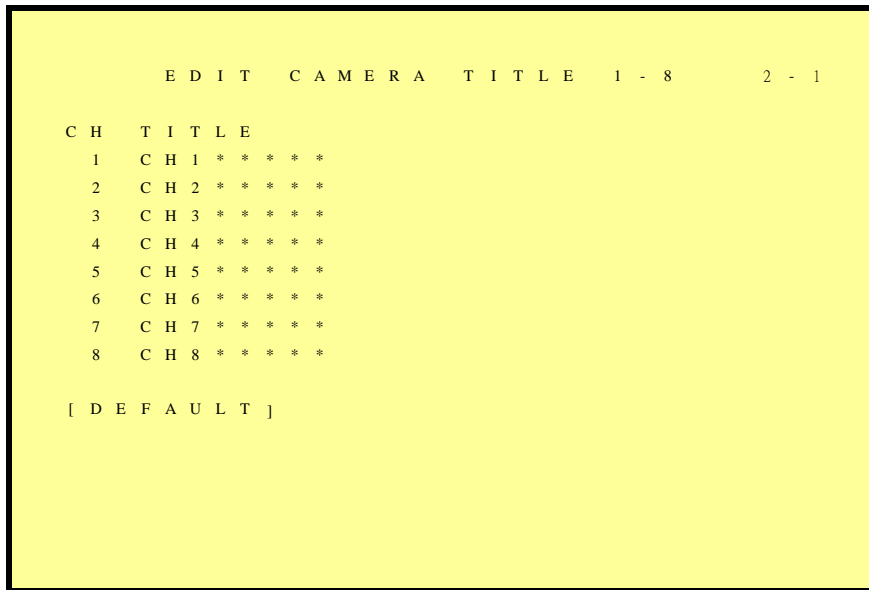 EDIT CAMERA TITLE 1-8 2-1
CH TITLE
1 CH1*****
2 CH2*****
3 CH3*****
4 CH4*****
5 CH5*****
6 CH6*****
7 CH7*****
8 CH8*****
[DEFAULT]